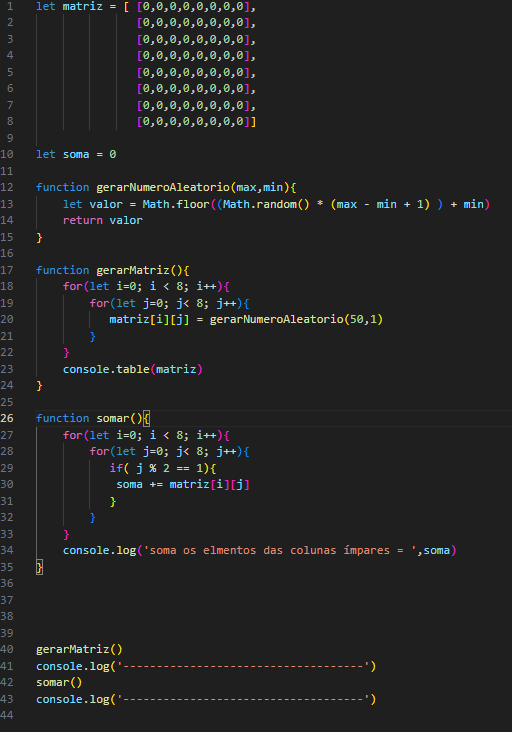 1 let matriz = [ [0,0,0,0,0,0,0,0],
2 [0,0,0,0,0,0,0,0],
3 [0,0,0,0,0,0,0,0],
4 [0,0,0,0,0,0,0,0],
5 [0,0,0,0,0,0,0,0],
6 [0,0,0,0,0,0,0,0],
7 [0,0,0,0,0,0,0,0],
8 [0,0,0,0,0,0,0,0]]
9
10 let soma = 0
11
12 function gerarNumeroAleatorio(max,min){
13 let valor = Math.floor((Math.random() * (max - min + 1) ) + min)
14 return valor
15 }
16
17 function gerarMatriz(){
18 for(let i=0; i < 8; i++){
19 for(let j=0; j< 8; j++){
20 matriz[i][j] = gerarNumeroAleatorio(50,1)
21 }
22 }
23 console.table(matriz)
24 }
25
26 function somar(){
27 for(let i=0; i < 8; i++){
28 for(let j=0; j< 8; j++){
29 if( j % 2 == 1){
30 soma += matriz[i][j]
31 }
32 }
33 }
34 console.log('soma os elmentos das colunas ímpares = ',soma)
35 }
36
37
38
39
40 gerarMatriz()
41 console.log('------------------------------------')
42 somar()
43 console.log('------------------------------------')
44